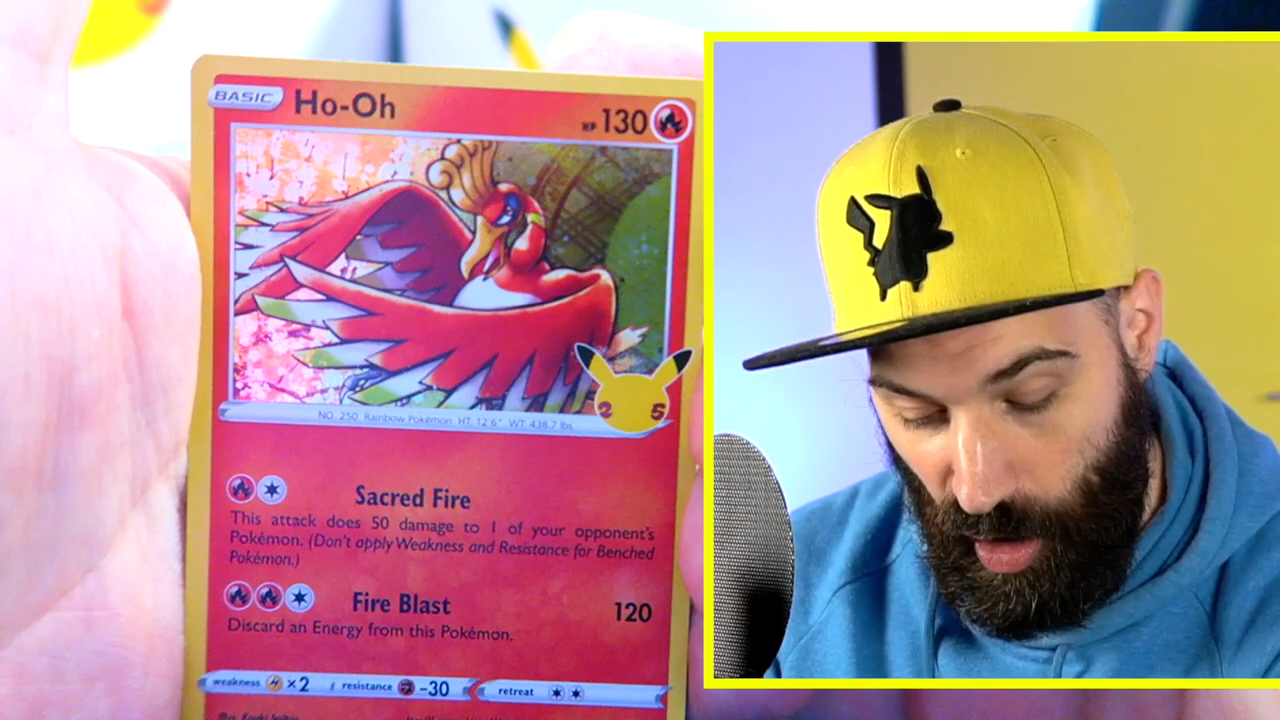 BASIC Ho-Oh HP 130
2 5
NO. 250 Rainbow Pokémon HT: 12'6" WT: 438.7 lbs.
Sacred Fire
This attack does 50 damage to 1 of your opponent's
Pokémon. (Don't apply Weakness and Resistance for Benched
Pokémon.)
Fire Blast 120
Discard an Energy from this Pokémon.
weakness ×2 resistance -30 retreat